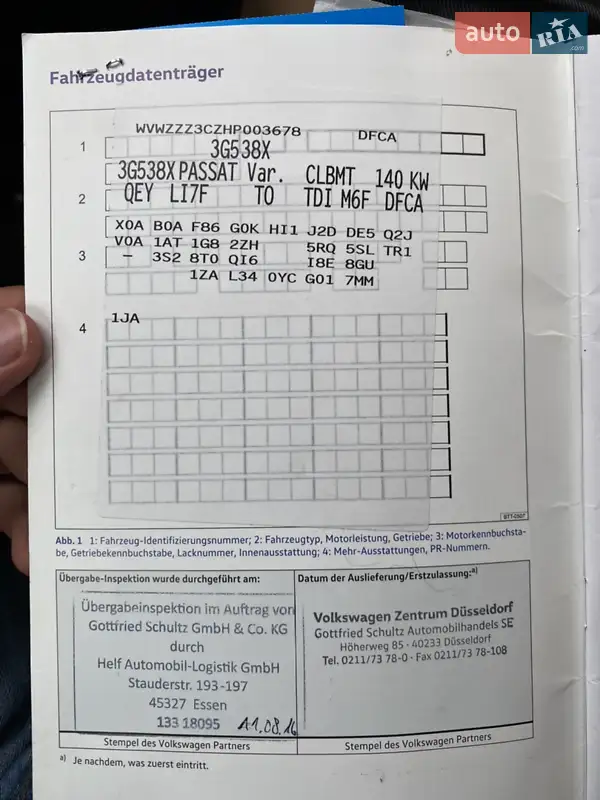 auto RIA .com
Fahrzeugdatenträger
WVWZZZ3CZHP003678 DFCA
1
3G538X
3G538X PASSAT Var. CLBMT 140 KW
2 QEY LI7F TO TDI M6F DFCA
X0A B0A F86 G0K HI1 J2D DE5 Q2J
V0A 1AT 1G8 2ZH 5RQ 5SL TR1
3 - 3S2 8T0 QI6 I8E 8GU
1ZA L34 0YC G01 7MM
1JA
4
BTT-0507
Abb. 1 1: Fahrzeug-Identifizierungsnummer; 2: Fahrzeugtyp, Motorleistung, Getriebe; 3: Motorkennbuchsta-
be, Getriebekennbuchstabe, Lacknummer, Innenausstattung; 4: Mehr-Ausstattungen, PR-Nummern.
Übergabe-Inspektion wurde durchgeführt am:
Übergabeinspektion im Auftrag von
Gottfried Schultz GmbH & Co. KG
durch
Helf Automobil-Logistik GmbH
Stauderstr. 193-197
45327 Essen
133 18095
Stempel des Volkswagen Partners
Datum der Auslieferung/Erstzulassung:a)
Volkswagen Zentrum Düsseldorf
Gottfried Schultz Automobilhandels SE
Höherweg 85 · 40233 Düsseldorf
Tel. 0211/73 78-0 · Fax 0211/73 78-108
Stempel des Volkswagen Partners
a) Je nachdem, was zuerst eintritt.